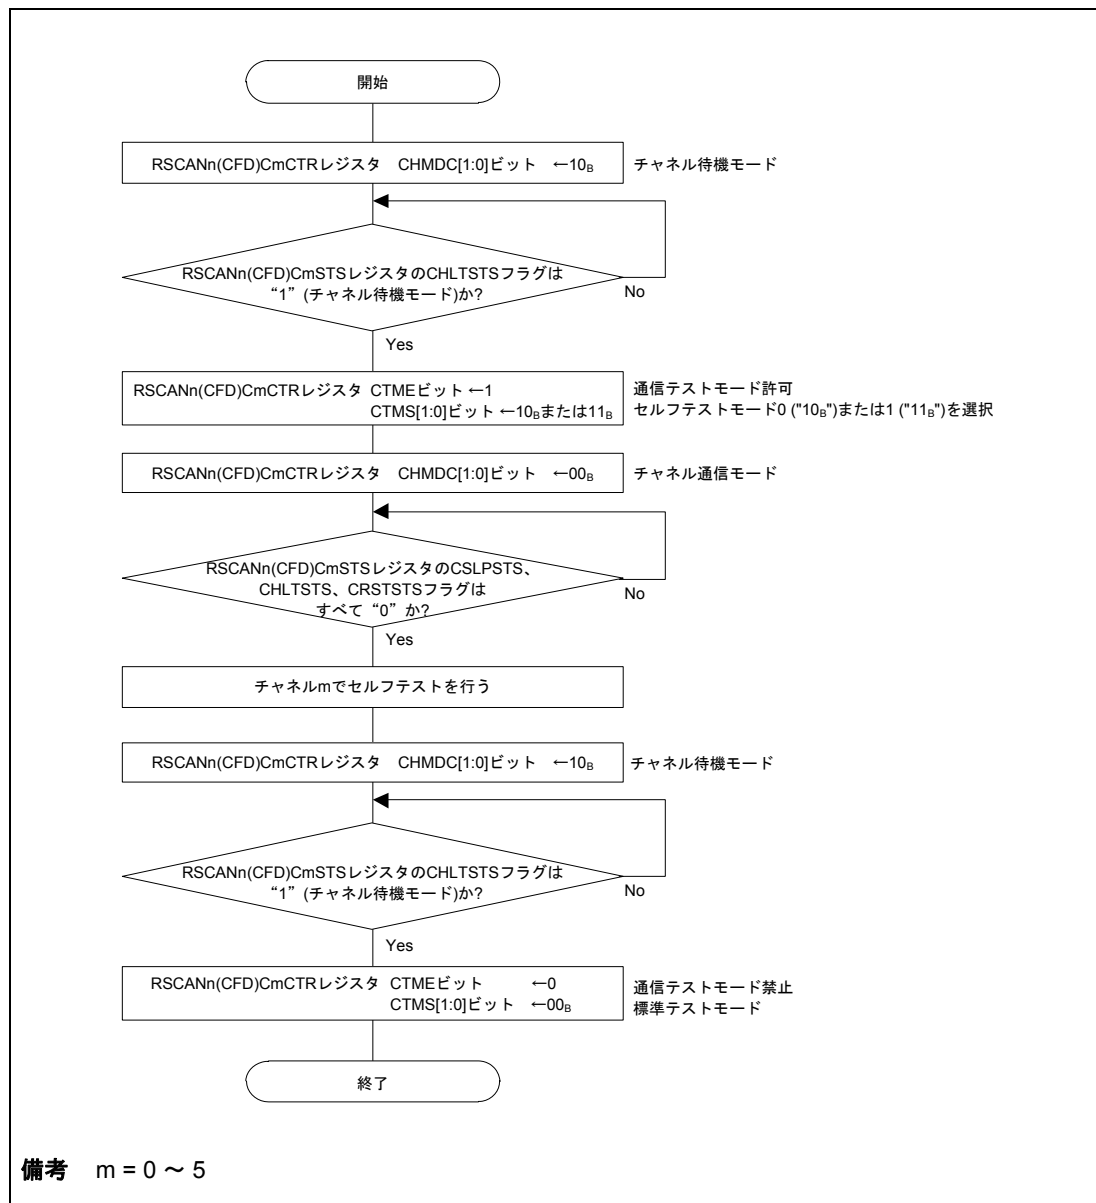 開始
RSCANn(CFD)CmCTRレジスタ CHMDC[1:0]ビット ←10B チャネル待機モード
RSCANn(CFD)CmSTSレジスタのCHLTSTSフラグは
“1”(チャネル待機モード)か?
No
Yes
RSCANn(CFD)CmCTRレジスタ CTMEビット ←1 通信テストモード許可
CTMS[1:0]ビット ←10Bまたは11B セルフテストモード0 ("10B")または1 ("11B")を選択
RSCANn(CFD)CmCTRレジスタ CHMDC[1:0]ビット ←00B チャネル通信モード
RSCANn(CFD)CmSTSレジスタのCSLPSTS、
CHLTSTS、CRSTSTSフラグは
すべて“0”か?
No
Yes
チャネルmでセルフテストを行う
RSCANn(CFD)CmCTRレジスタ CHMDC[1:0]ビット ←10B チャネル待機モード
RSCANn(CFD)CmSTSレジスタのCHLTSTSフラグは
“1”(チャネル待機モード)か?
No
Yes
RSCANn(CFD)CmCTRレジスタ CTMEビット ←0 通信テストモード禁止
CTMS[1:0]ビット ←00B 標準テストモード
終了
備考 m = 0 ～ 5